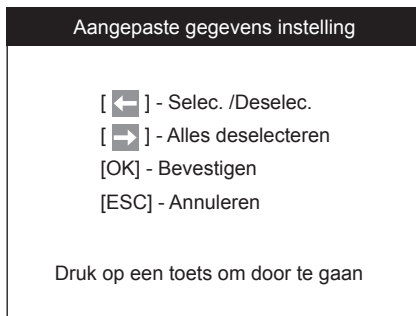 Aangepaste gegevens instelling
[ ← ] - Selec. /Deselec.
[ → ] - Alles deselecteren
[OK] - Bevestigen
[ESC] - Annuleren
Druk op een toets om door te gaan